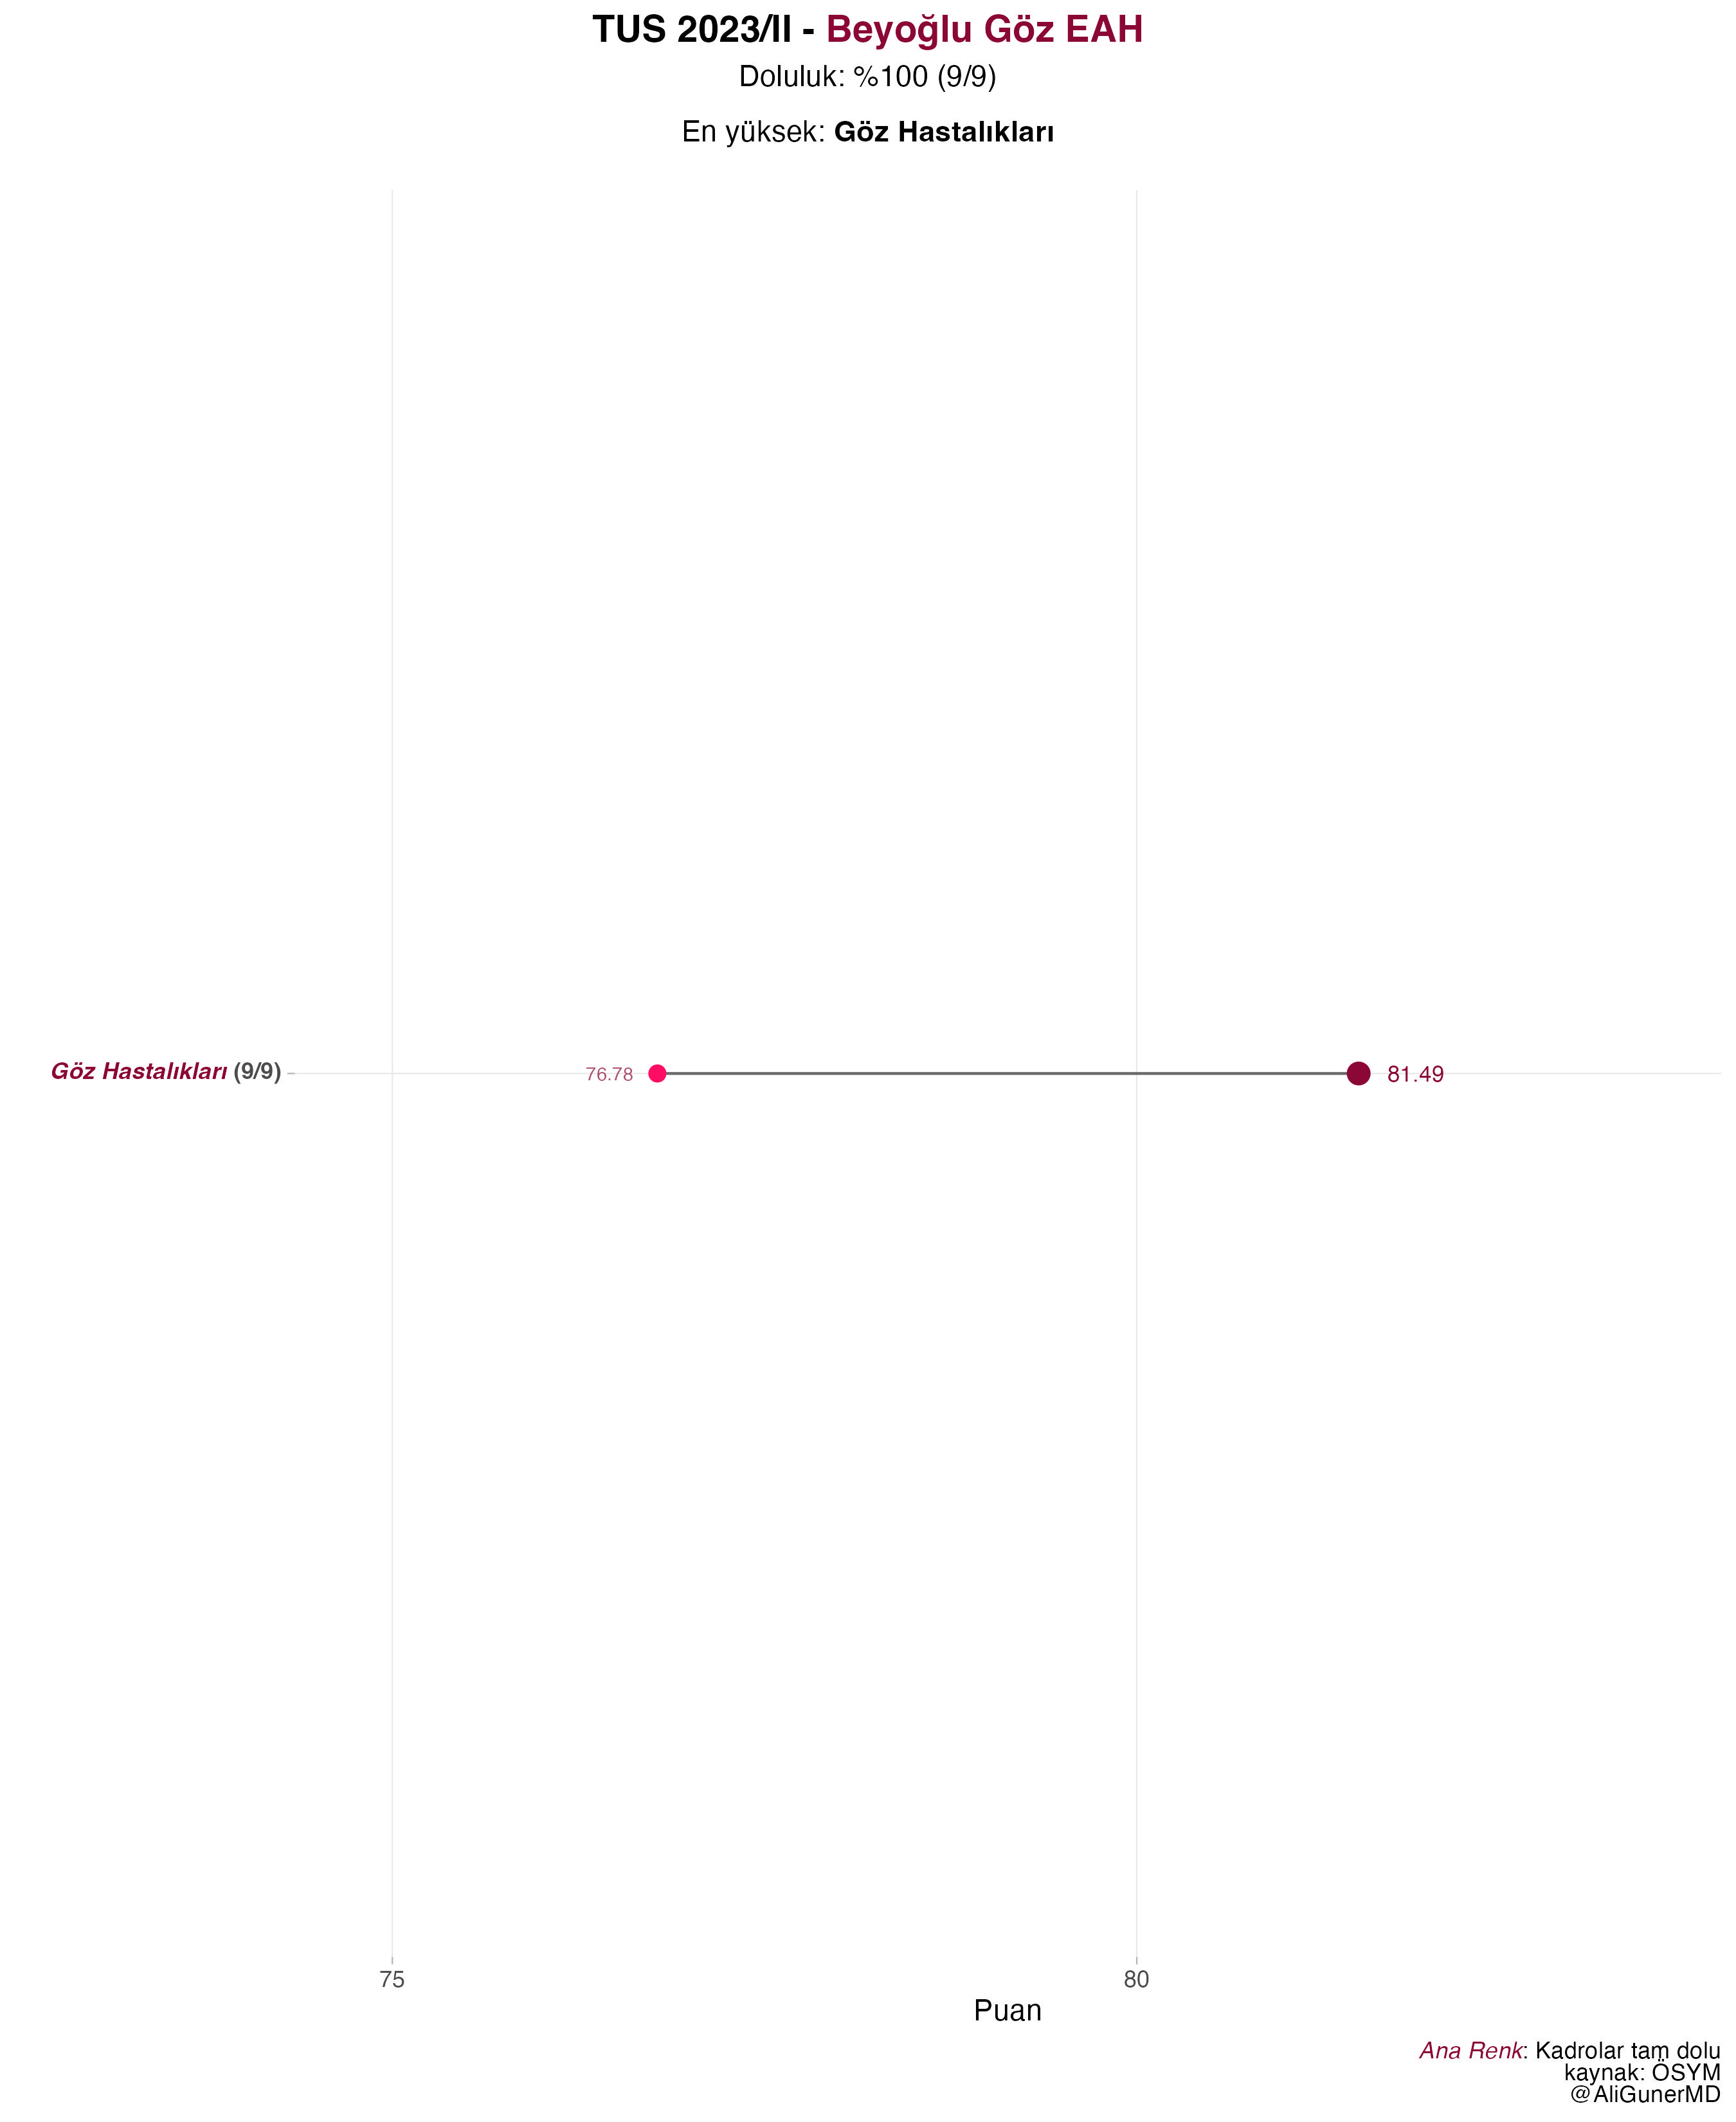 TUS 2023/II - Beyoğlu Göz EAH
Doluluk: %100 (9/9)
En yüksek: Göz Hastalıkları
Göz Hastalıkları (9/9)
76.78
81.49
75
80
Puan
Ana Renk: Kadrolar tam dolu
kaynak: ÖSYM
@AliGunerMD